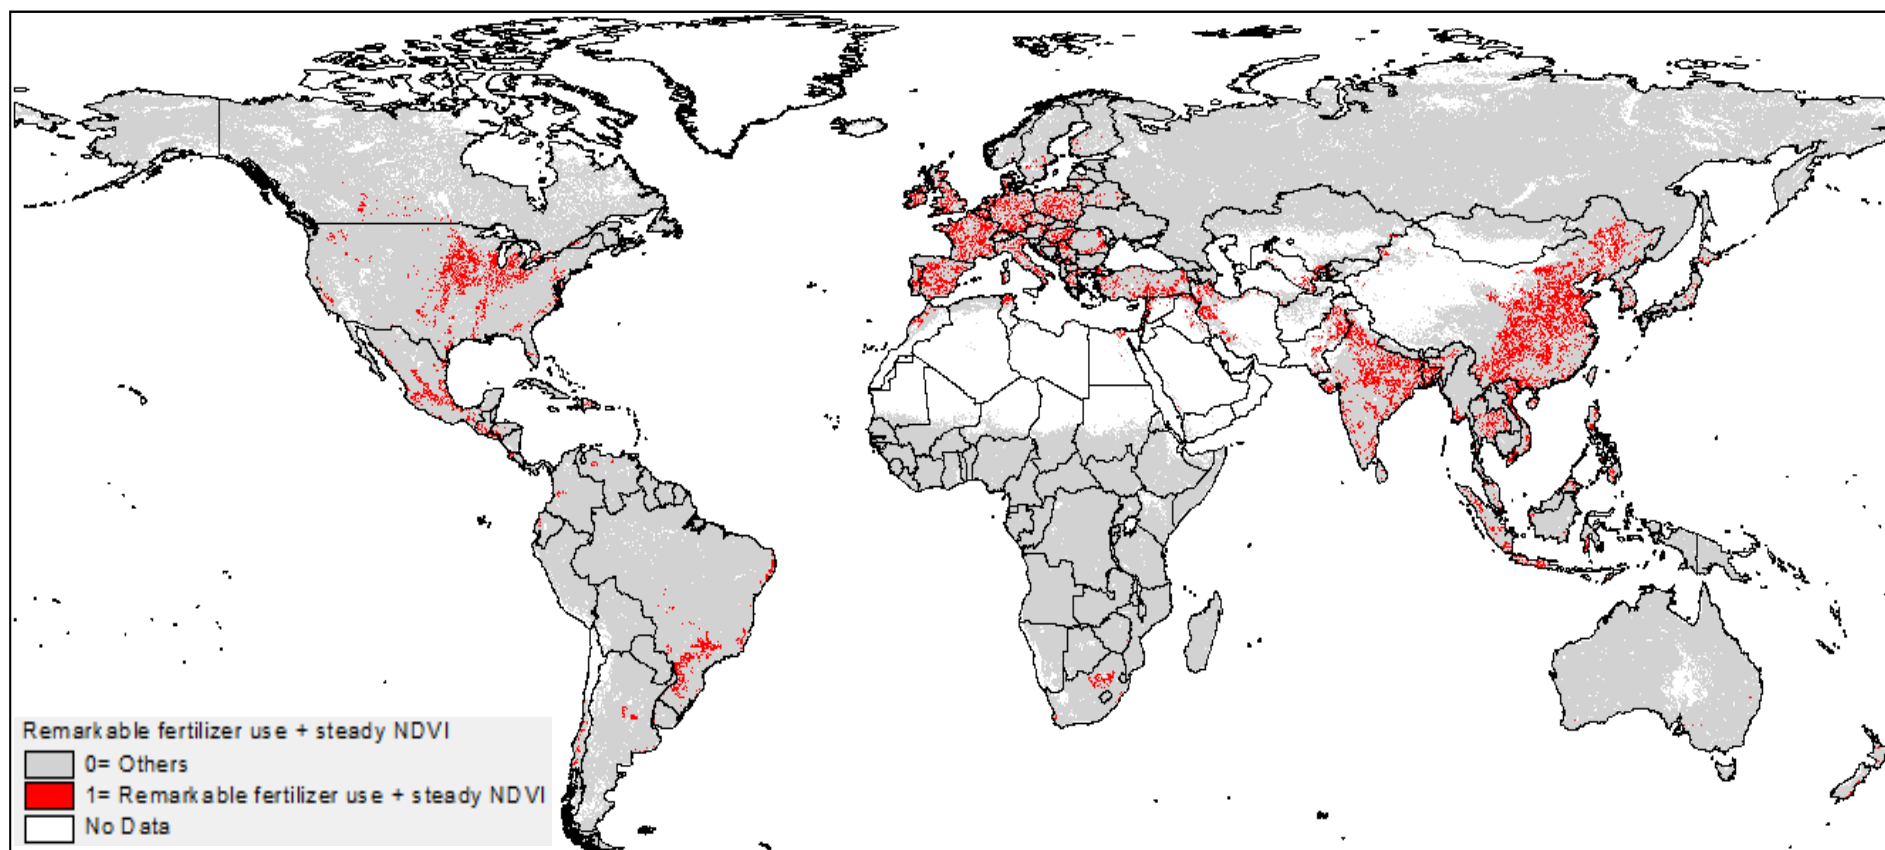 Remarkable fertilizer use + steady NDVI
0= Others
1= Remarkable fertilizer use + steady NDVI
No Data